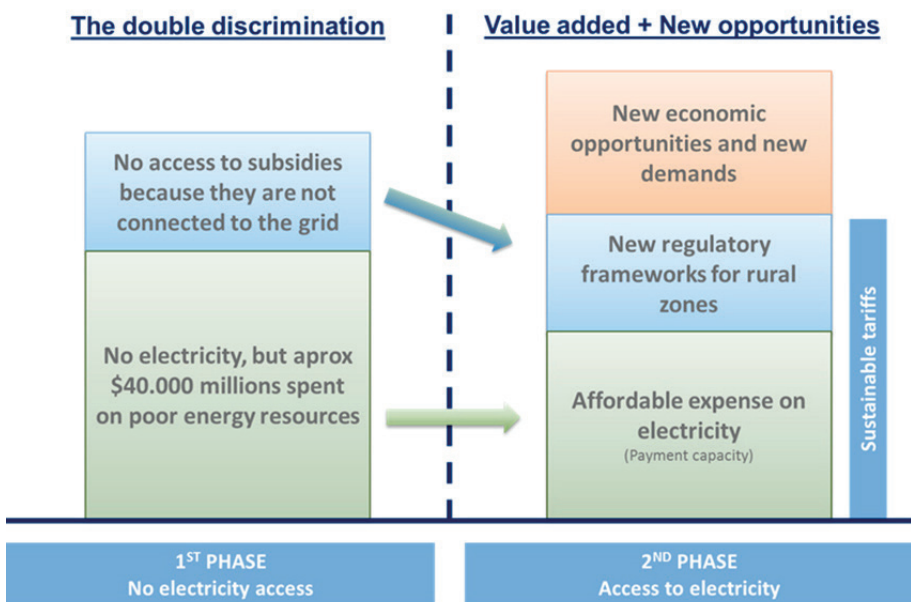 The double discrimination
Value added + New opportunities
No access to subsidies
because they are not
connected to the grid
No electricity, but aprox
$40.000 millions spent
on poor energy resources
New economic
opportunities and new
demands
New regulatory
frameworks for rural
zones
Affordable expense on
electricity
(Payment capacity)
Sustainable tariffs
1ST PHASE
No electricity access
2ND PHASE
Access to electricity